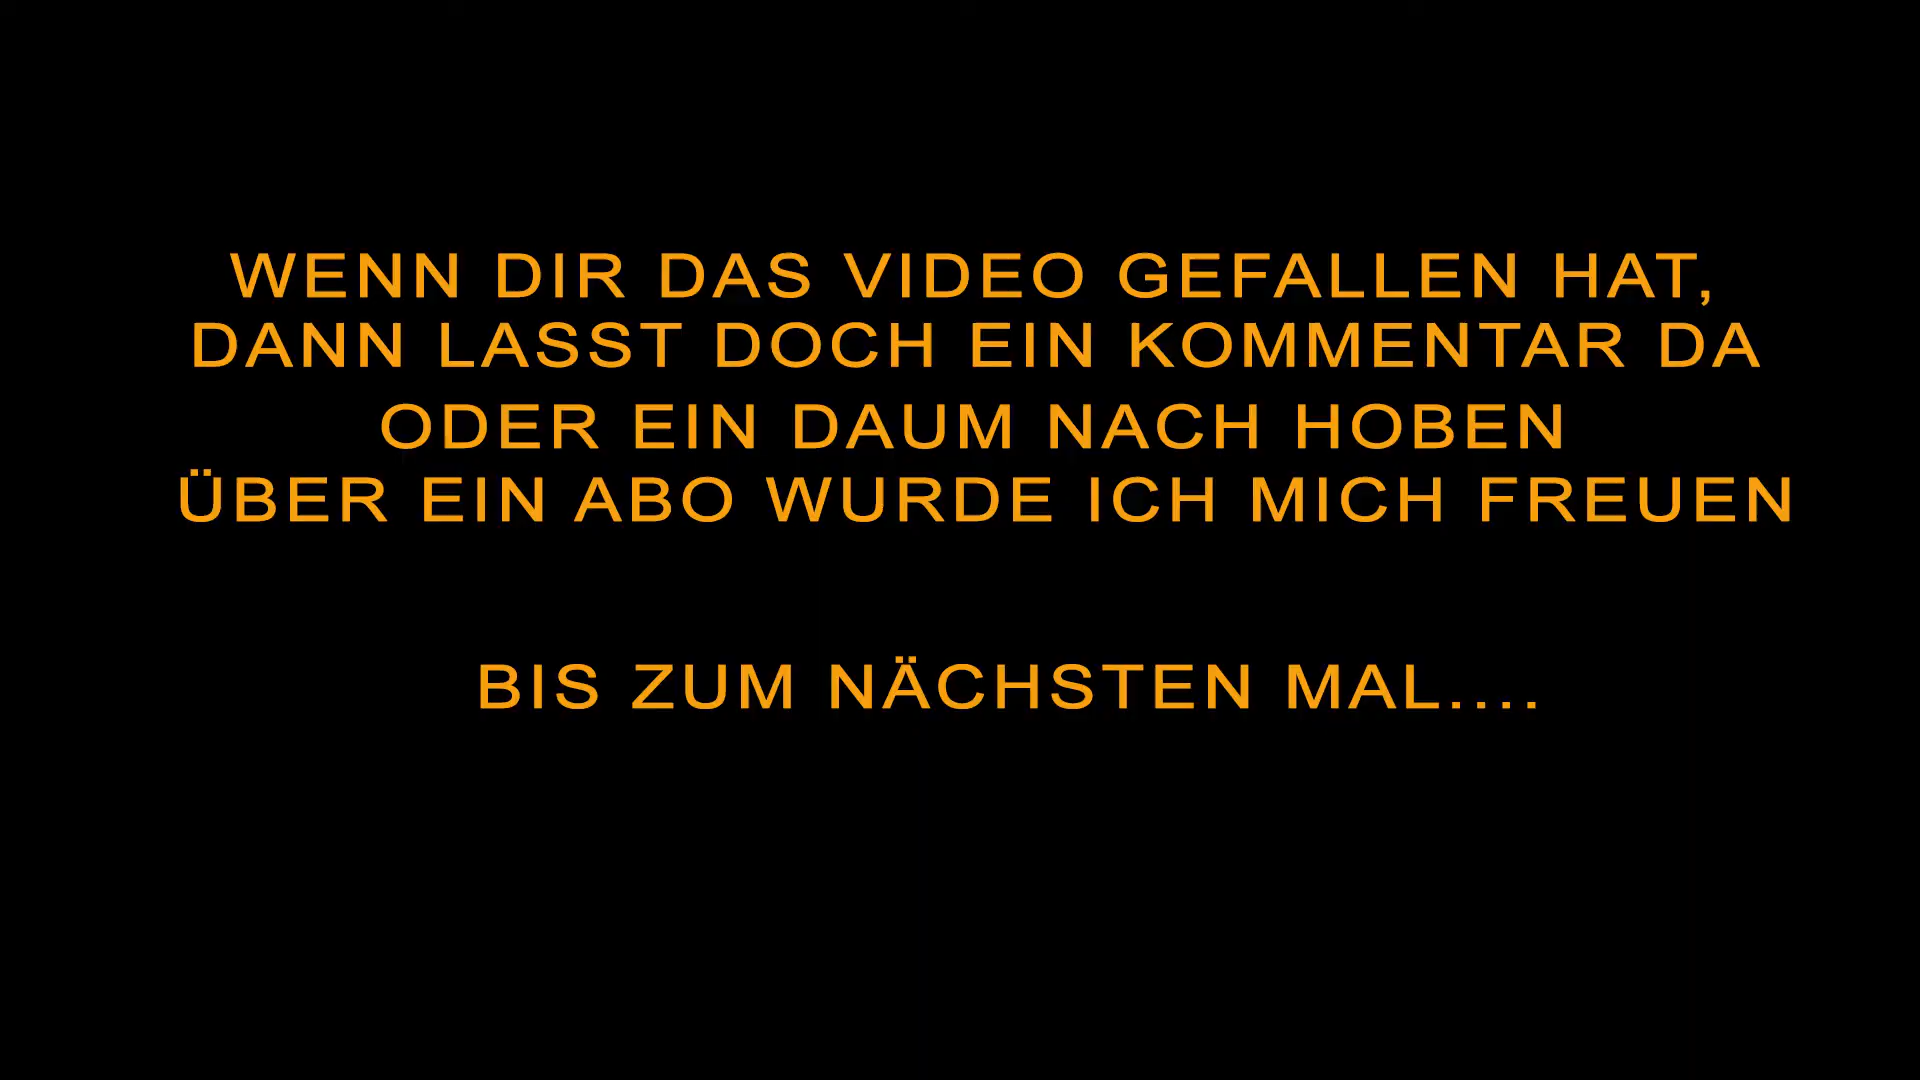 WENN DIR DAS VIDEO GEFALLEN HAT,
DANN LASST DOCH EIN KOMMENTAR DA
ODER EIN DAUM NACH HOBEN
ÜBER EIN ABO WURDE ICH MICH FREUEN
BIS ZUM NÄCHSTEN MAL....